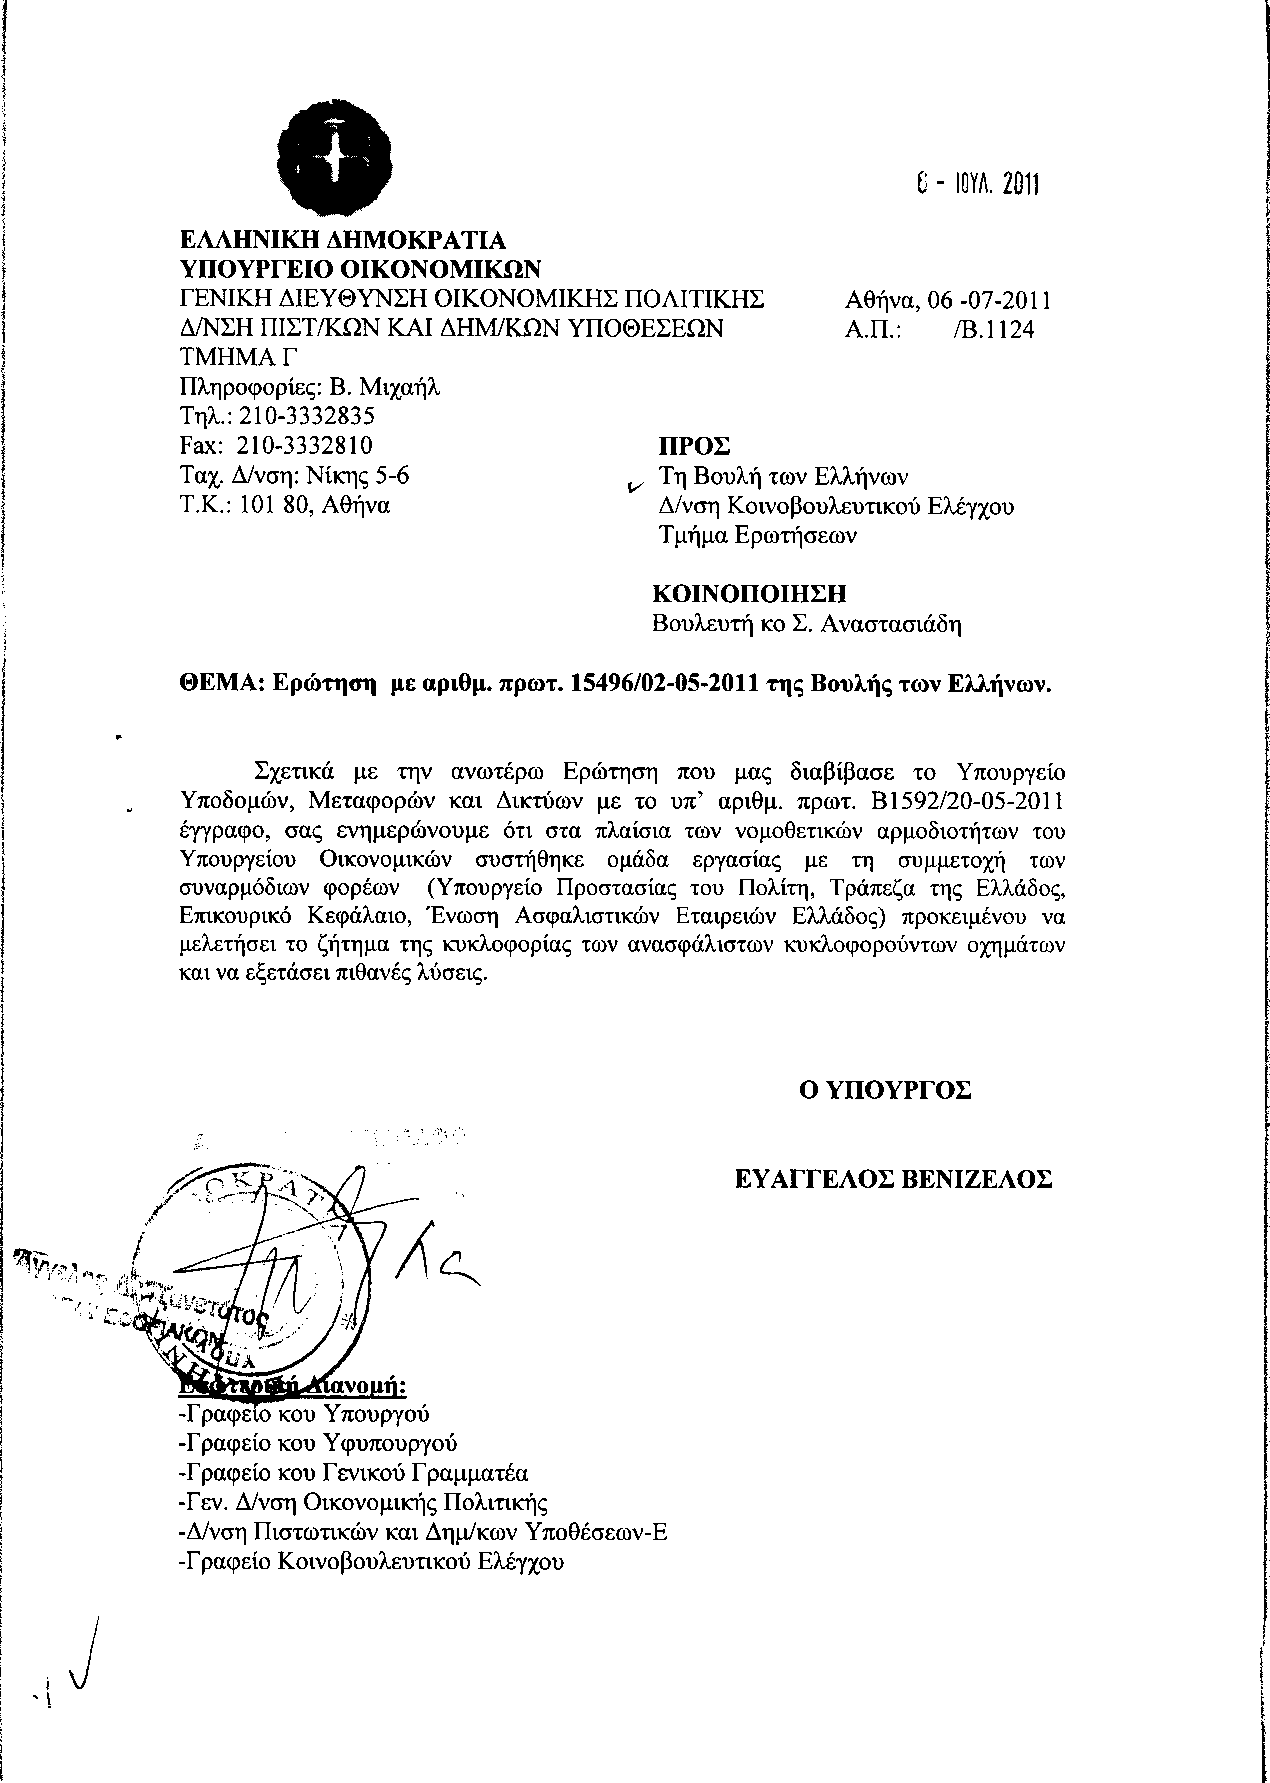 6 - ΙΟΥΛ. 2011
ΕΛΛΗΝΙΚΗ ΔΗΜΟΚΡΑΤΙΑ
ΥΠΟΥΡΓΕΙΟ ΟΙΚΟΝΟΜΙΚΩΝ
ΓΕΝΙΚΗ ΔΙΕΥΘΥΝΣΗ ΟΙΚΟΝΟΜΙΚΗΣ ΠΟΛΙΤΙΚΗΣ
Δ/ΝΣΗ ΠΙΣΤ/ΚΩΝ ΚΑΙ ΔΗΜ/ΚΩΝ ΥΠΟΘΕΣΕΩΝ
ΤΜΗΜΑ Γ
Πληροφορίες: Β. Μιχαήλ
Τηλ.: 210-3332835
Fax: 210-3332810
Ταχ. Δ/νση: Νίκης 5-6
Τ.Κ.: 101 80, Αθήνα
Αθήνα, 06 -07-2011
Α.Π.: /Β.1124
ΠΡΟΣ
Τη Βουλή των Ελλήνων
Δ/νση Κοινοβουλευτικού Ελέγχου
Τμήμα Ερωτήσεων
ΚΟΙΝΟΠΟΙΗΣΗ
Βουλευτή κο Σ. Αναστασιάδη
ΘΕΜΑ: Ερώτηση με αριθμ. πρωτ. 15496/02-05-2011 της Βουλής των Ελλήνων.
Σχετικά με την ανωτέρω Ερώτηση που μας διαβίβασε το Υπουργείο
Υποδομών, Μεταφορών και Δικτύων με το υπ’ αριθμ. πρωτ. Β1592/20-05-2011
έγγραφο, σας ενημερώνουμε ότι στα πλαίσια των νομοθετικών αρμοδιοτήτων του
Υπουργείου Οικονομικών συστήθηκε ομάδα εργασίας με τη συμμετοχή των
συναρμόδιων φορέων (Υπουργείο Προστασίας του Πολίτη, Τράπεζα της Ελλάδος,
Επικουρικό Κεφάλαιο, Ένωση Ασφαλιστικών Εταιρειών Ελλάδος) προκειμένου να
μελετήσει το ζήτημα της κυκλοφορίας των ανασφάλιστων κυκλοφορούντων οχημάτων
και να εξετάσει πιθανές λύσεις.
Ο ΥΠΟΥΡΓΟΣ
ΕΥΑΓΓΕΛΟΣ ΒΕΝΙΖΕΛΟΣ
Εσωτερική Διανομή:
-Γραφείο κου Υπουργού
-Γραφείο κου Υφυπουργού
-Γραφείο κου Γενικού Γραμματέα
-Γεν. Δ/νση Οικονομικής Πολιτικής
-Δ/νση Πιστωτικών και Δημ/κων Υποθέσεων-Ε
-Γραφείο Κοινοβουλευτικού Ελέγχου